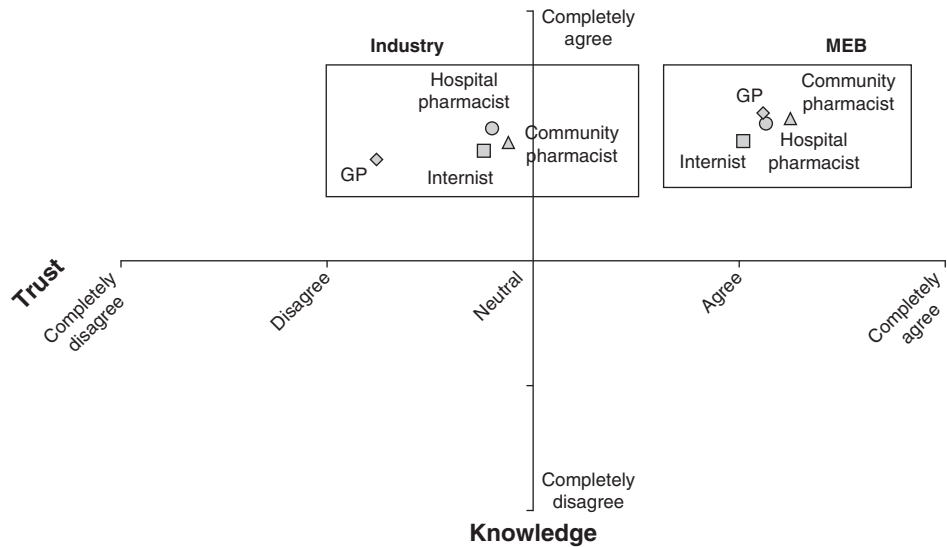 Completely
agree
Industry
MEB
Hospital
pharmacist
Community
pharmacist
GP
Internist
GP
Community
pharmacist
Internist
Hospital
pharmacist
Trust
Completely
disagree
Disagree
Neutral
Agree
Completely
agree
Completely
disagree
Knowledge